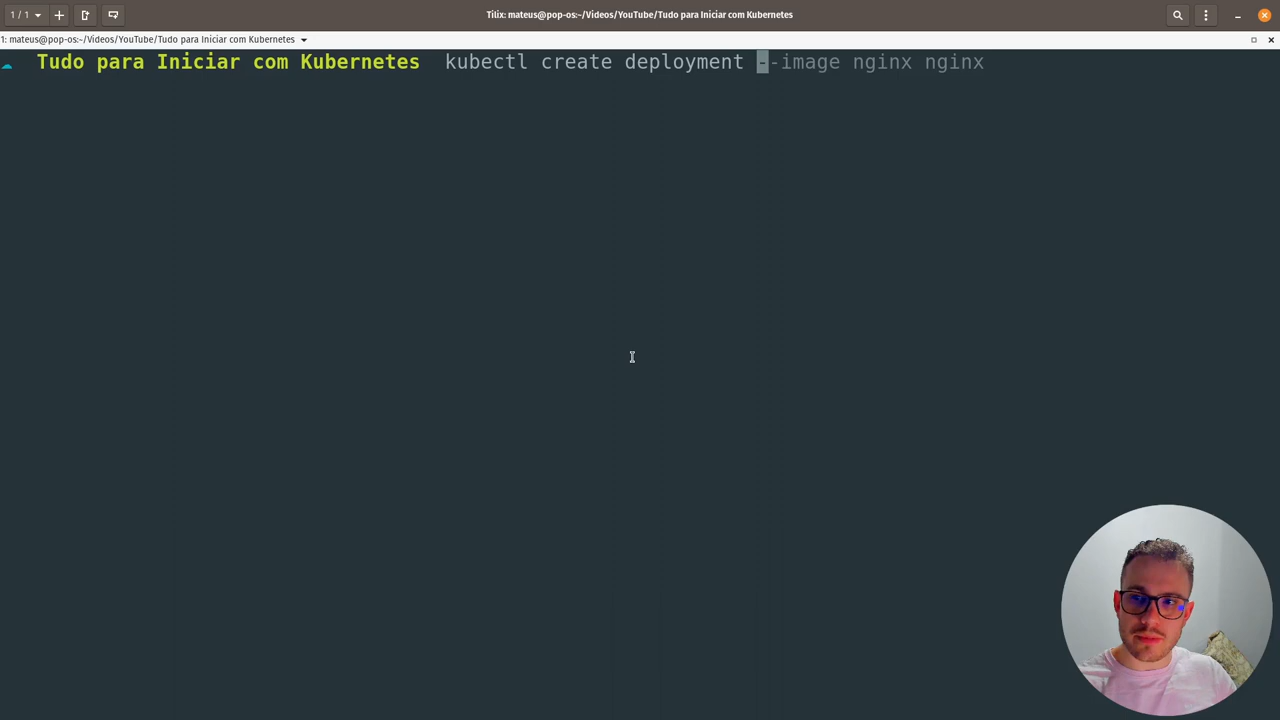 1 / 1
Tilix: mateus@pop-os:~/Videos/YouTube/Tudo para Iniciar com Kubernetes
1: mateus@pop-os:~/Videos/YouTube/Tudo para Iniciar com Kubernetes
Tudo para Iniciar com Kubernetes kubectl create deployment --image nginx nginx